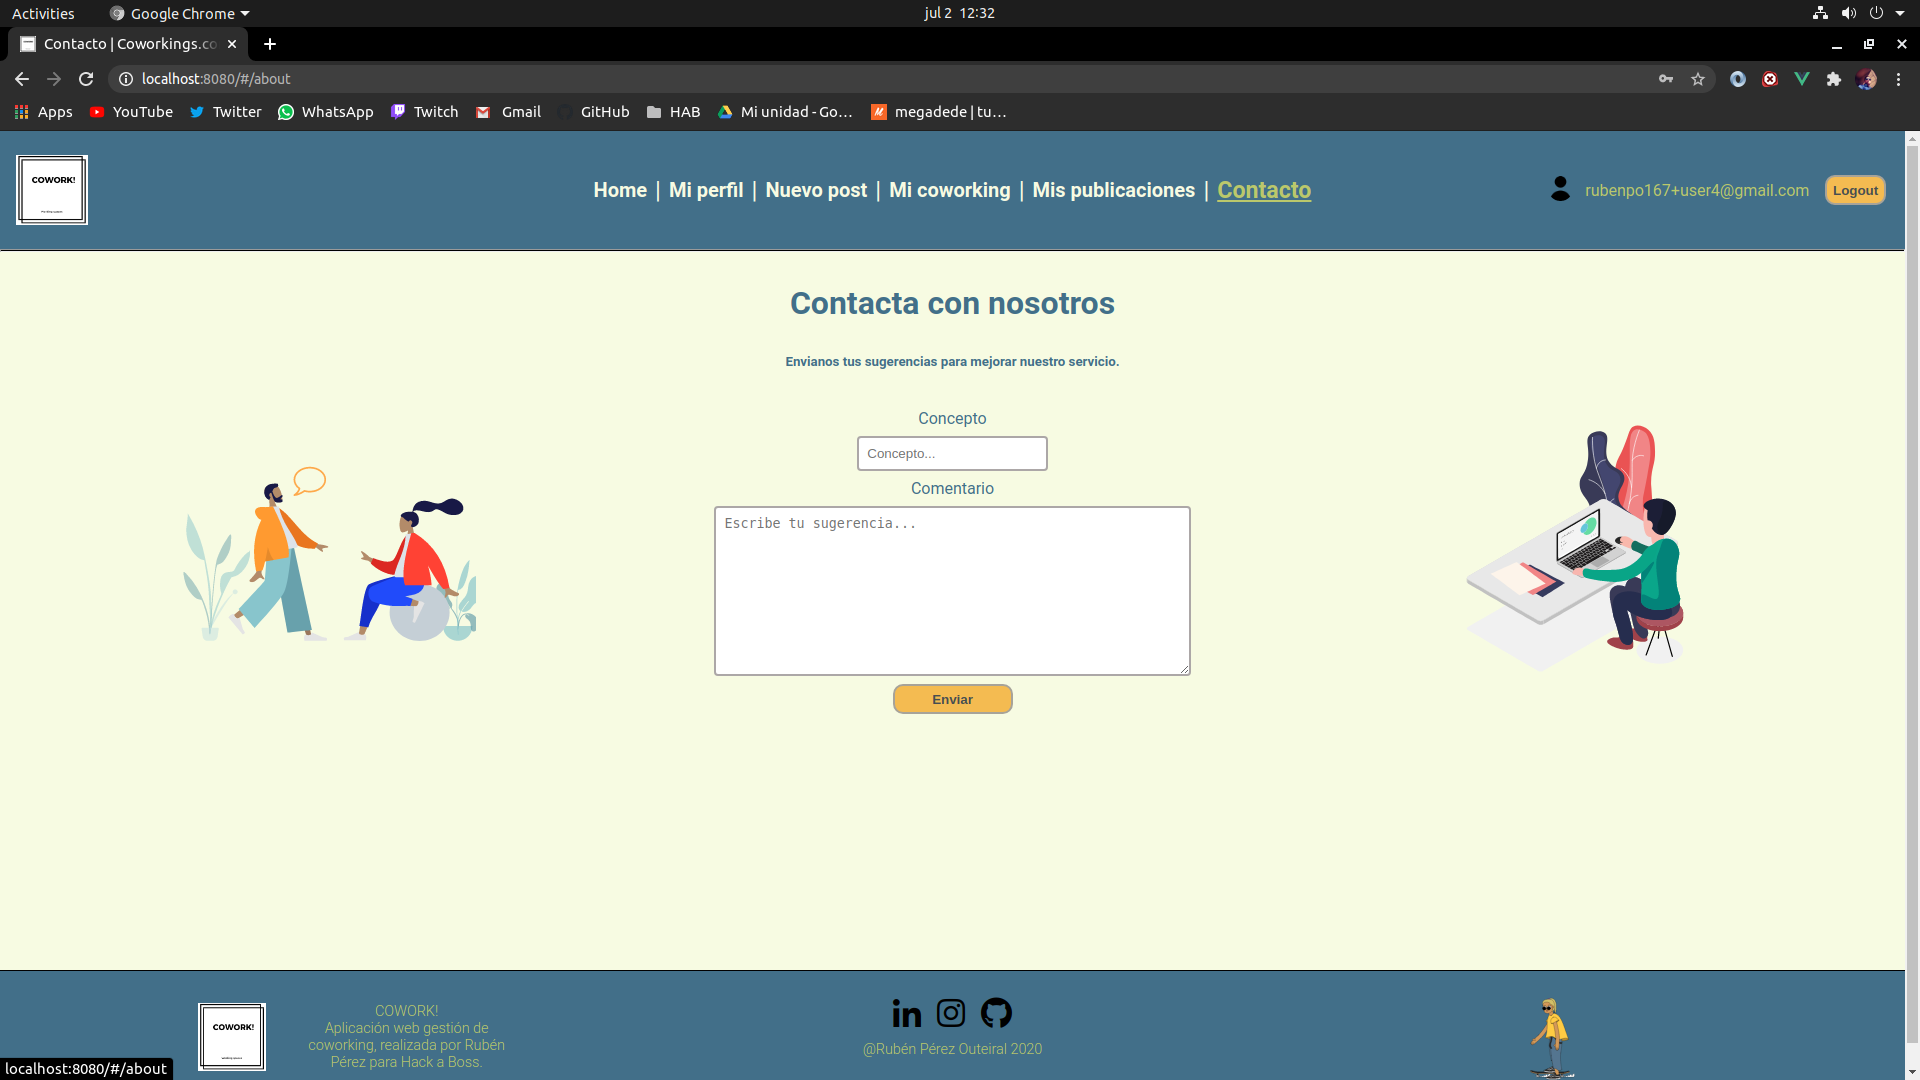 Activities
Google Chrome
jul 2 12:32
Contacto | Coworkings.co
localhost:8080/#/about
Apps
YouTube
Twitter
WhatsApp
Twitch
Gmail
GitHub
HAB
Mi unidad - Go...
megadede | tu...
COWORK!
Home | Mi perfil | Nuevo post | Mi coworking | Mis publicaciones | Contacto
rubenpo167+user4@gmail.com
Logout
Contacta con nosotros
Envianos tus sugerencias para mejorar nuestro servicio.
Concepto
Concepto...
Comentario
Escribe tu sugerencia...
Enviar
COWORK!
COWORK!
Aplicación web gestión de
coworking, realizada por Rubén
Pérez para Hack a Boss.
in
@Rubén Pérez Outeiral 2020
localhost:8080/#/about